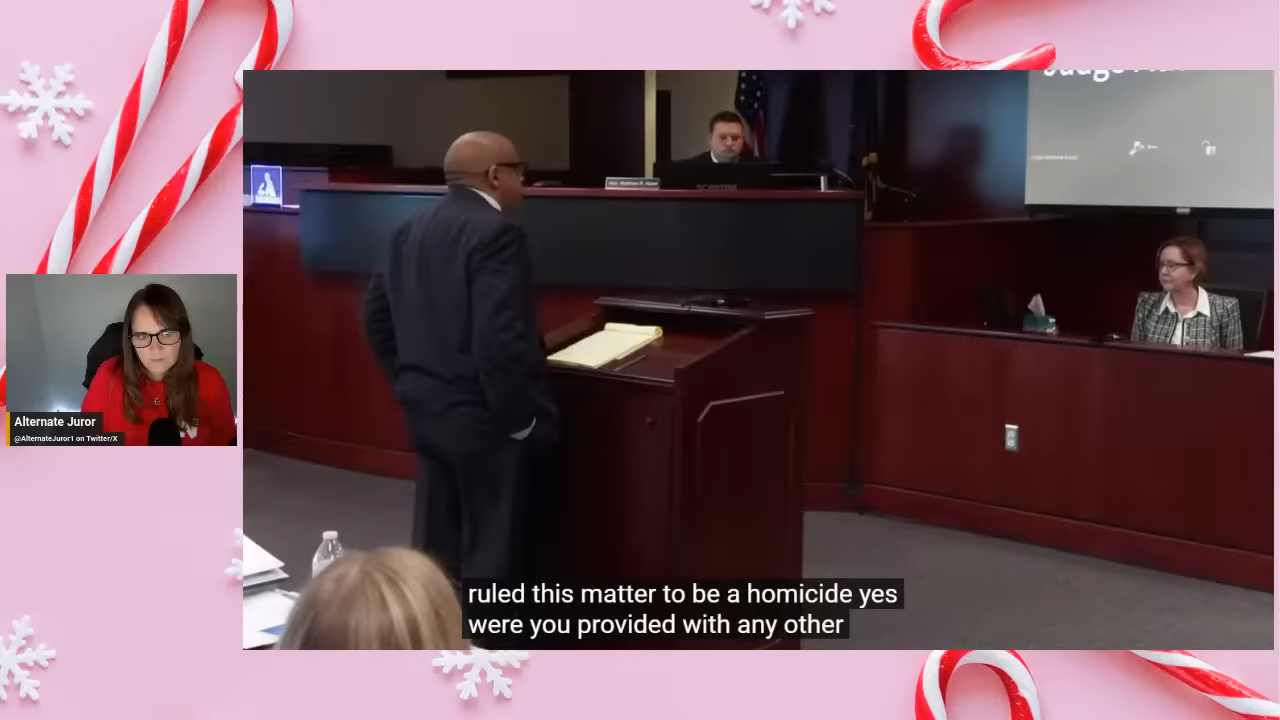 Alternate Juror
@AlternateJuror1 on Twitter/X
ruled this matter to be a homicide yes
were you provided with any other